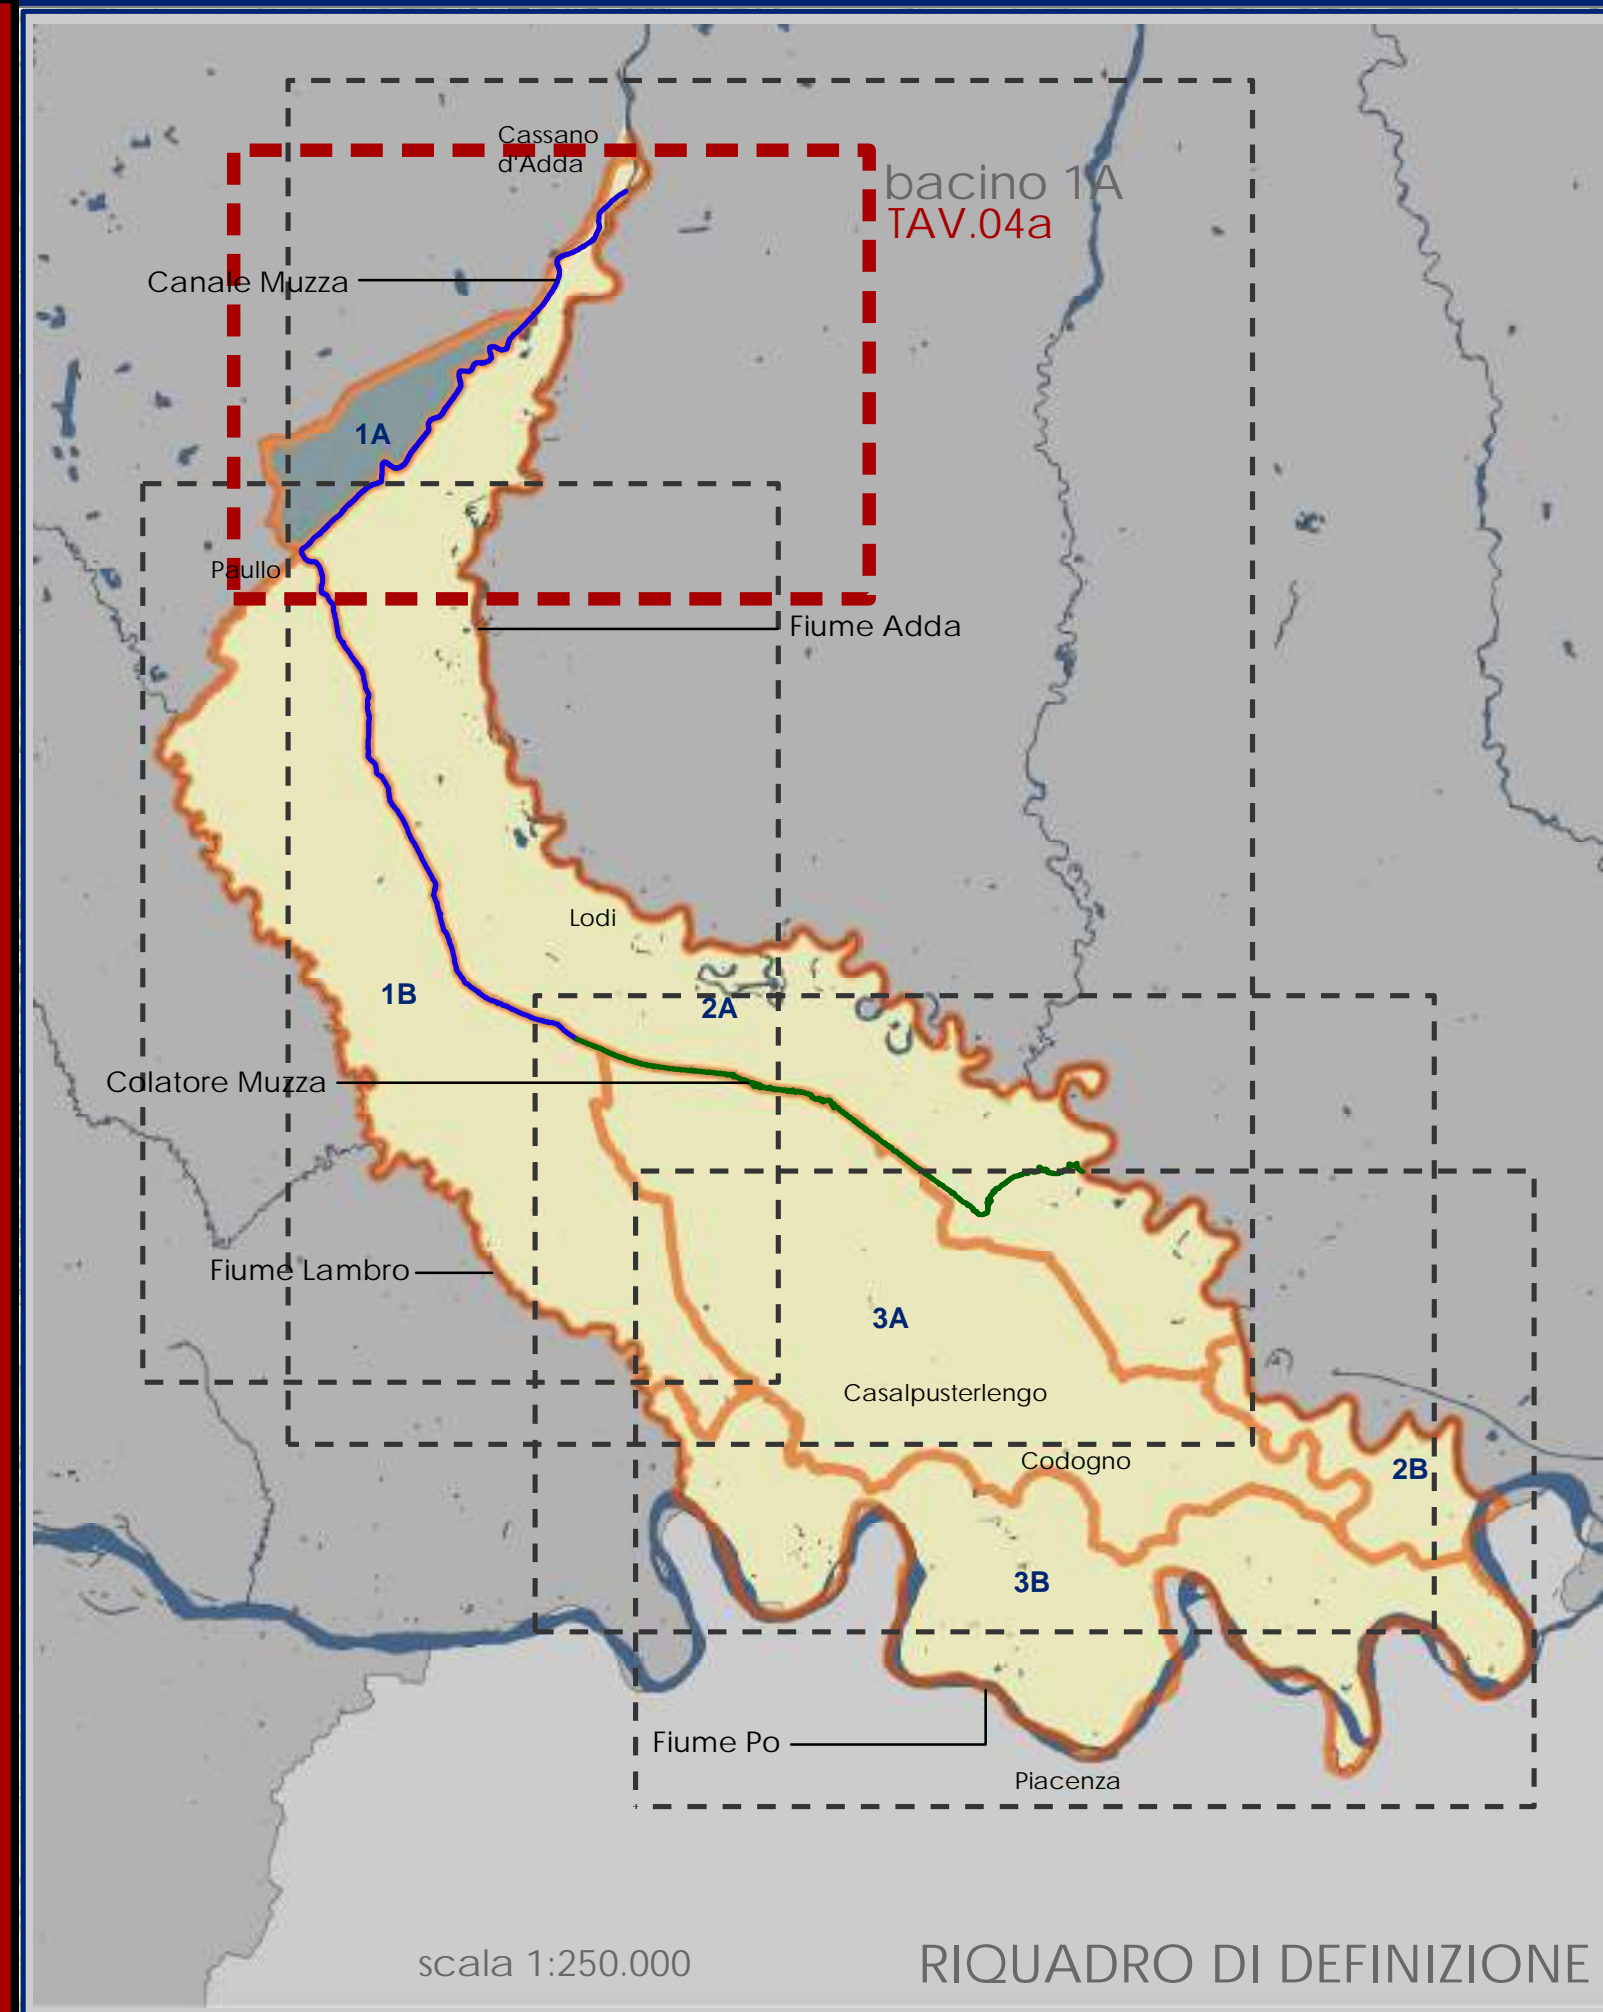 Cassano
d'Adda
bacino 1A
TAV.04a
Canale Muzza
1A
Paullo
Fiume Adda
Lodi
1B
2A
Colatore Muzza
Fiume Lambro
3A
Casalpusterlengo
Codogno
2B
3B
Fiume Po
Piacenza
scala 1:250.000
RIQUADRO DI DEFINIZIONE